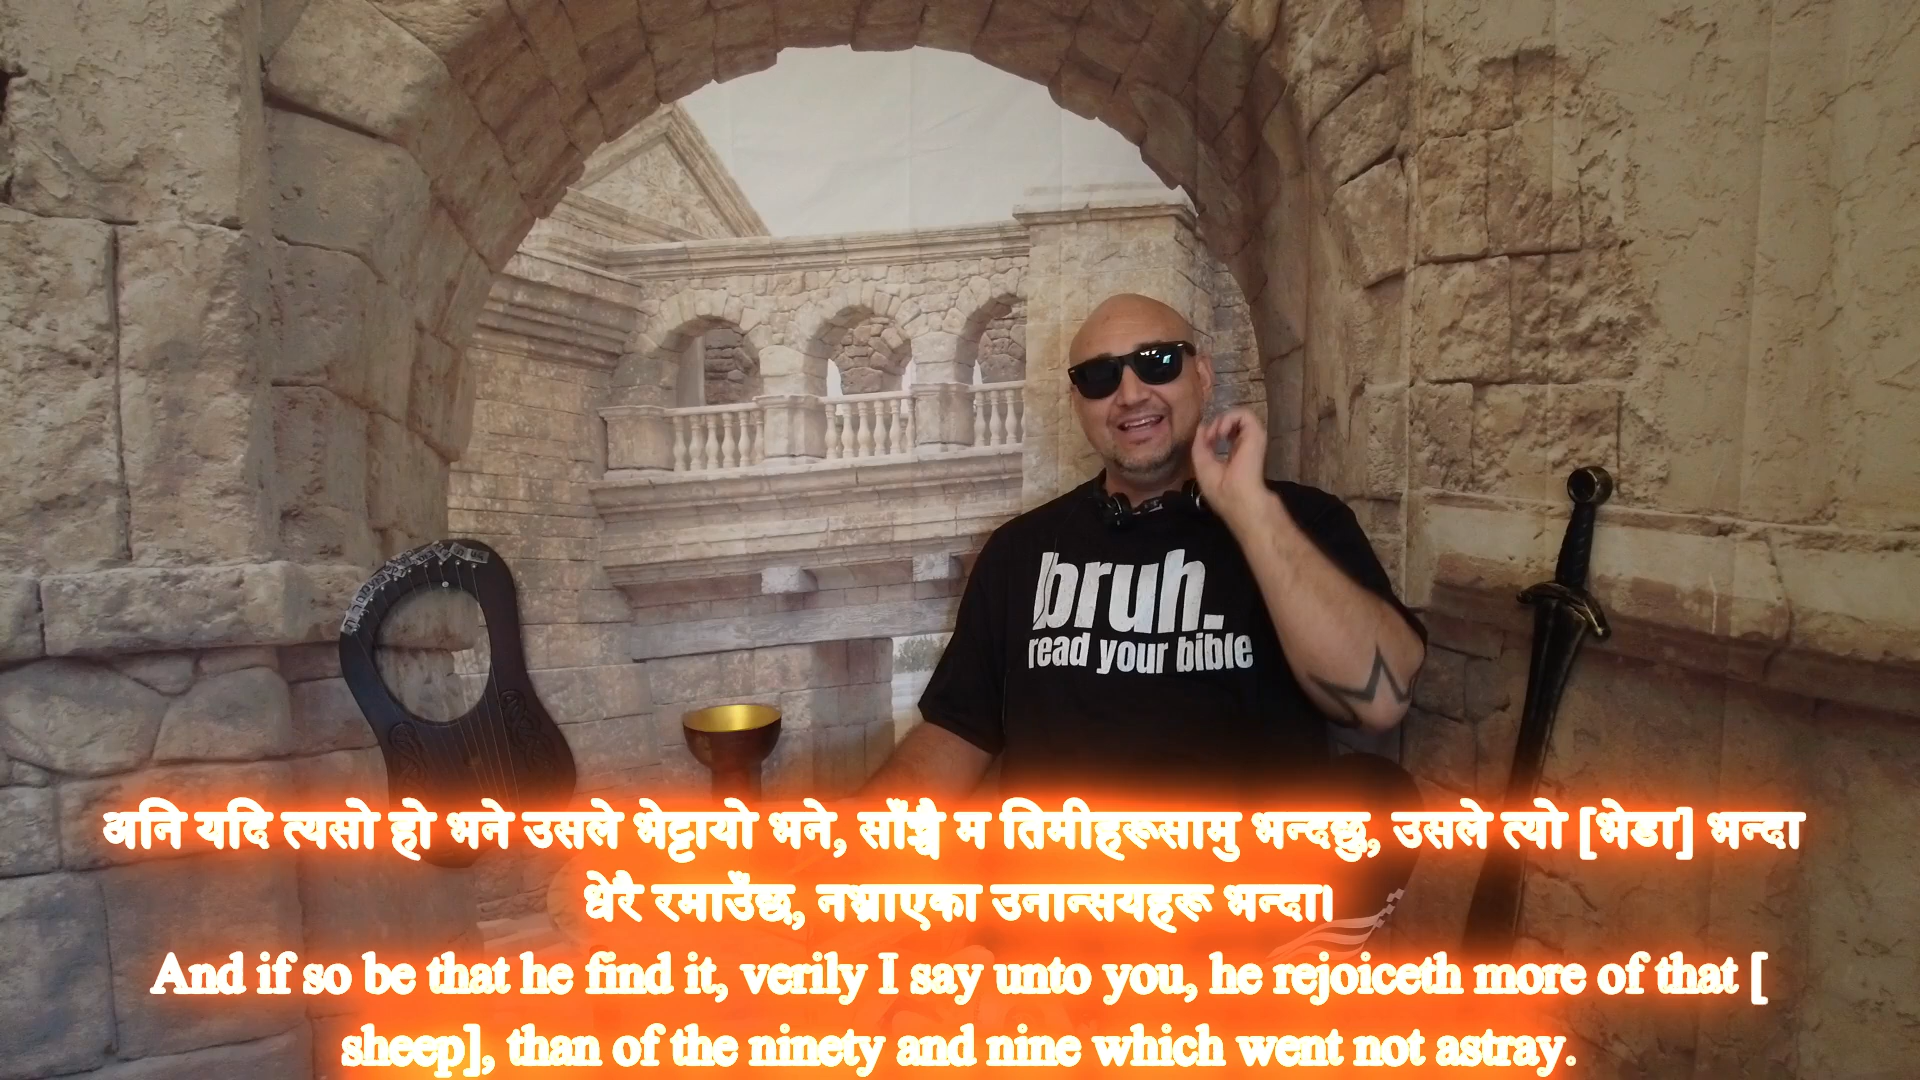 bruh.
read your bible
अनि यदि त्यसो हो भने उसले भेट्टायो भने, साँच्चै म तिमीहरूसामु भन्दछु, उसले त्यो [भेडा] भन्दा
धेरै रमाउँछ, नभ्राएका उनान्सयहरू भन्दा।
And if so be that he find it, verily I say unto you, he rejoiceth more of that [
sheep], than of the ninety and nine which went not astray.